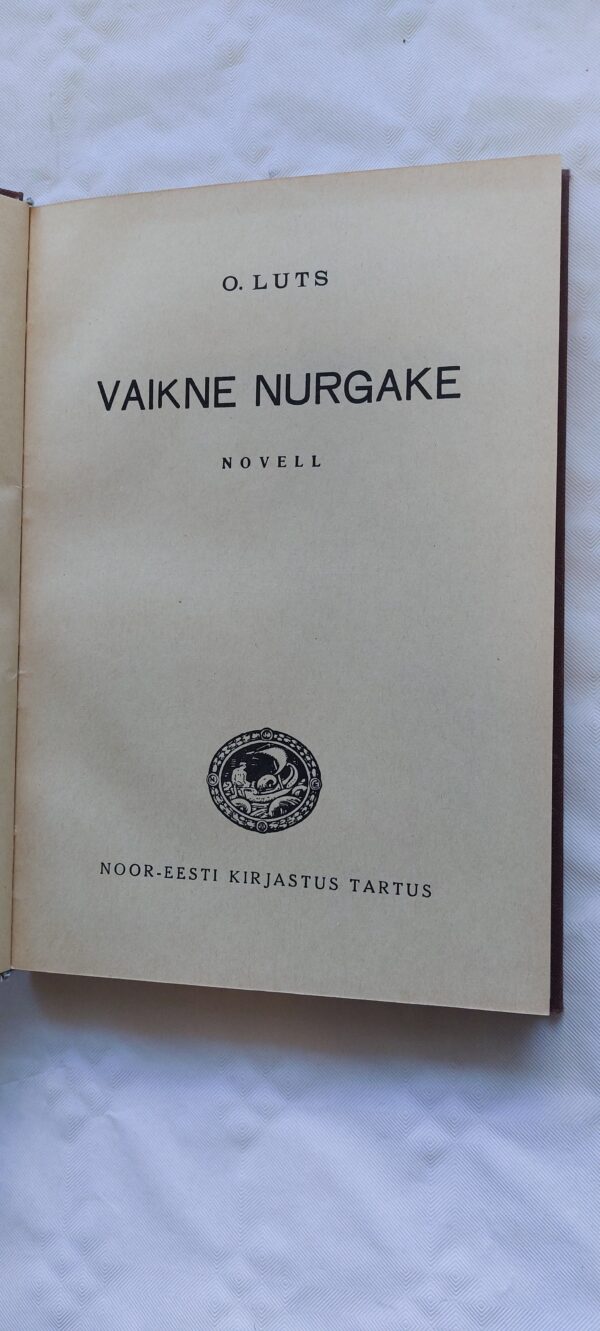 O. LUTS
VAIKNE NURGAKE
NOVELL
NOOR-EESTI KIRJASTUS TARTUS